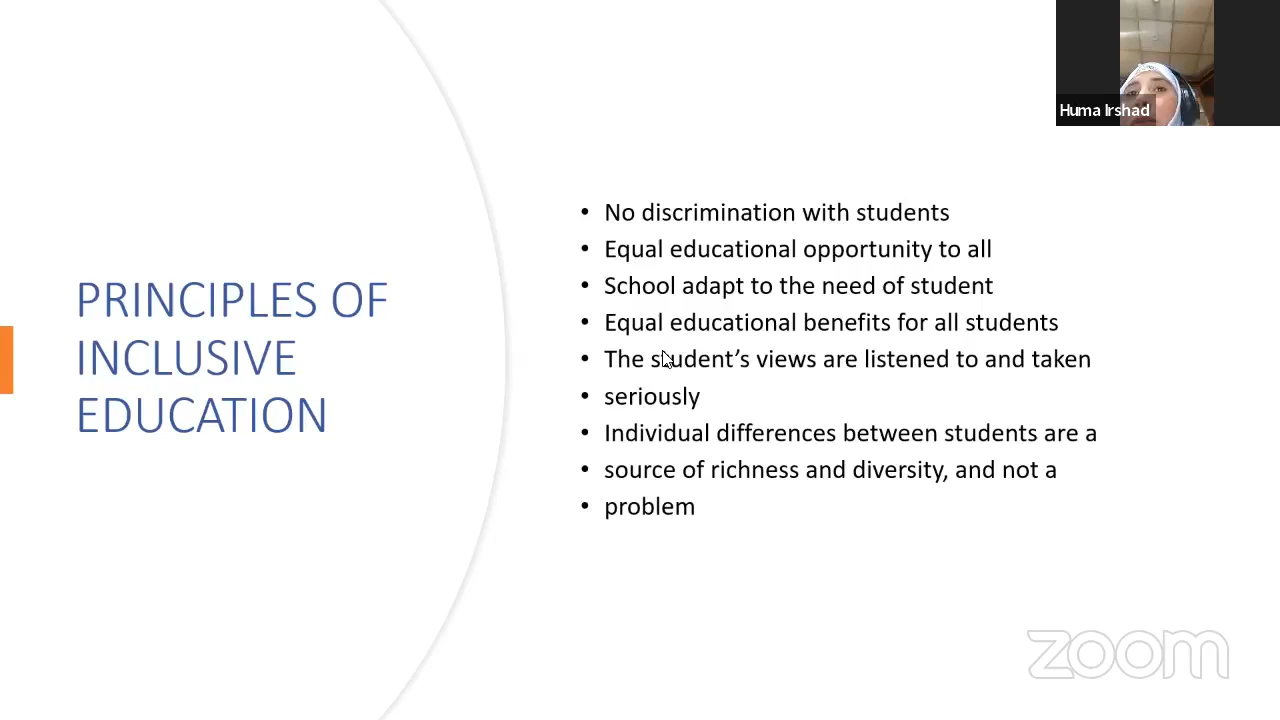 Huma Irshad
PRINCIPLES OF
INCLUSIVE
EDUCATION
• No discrimination with students
• Equal educational opportunity to all
• School adapt to the need of student
• Equal educational benefits for all students
• The student’s views are listened to and taken
• seriously
• Individual differences between students are a
• source of richness and diversity, and not a
• problem
zoom